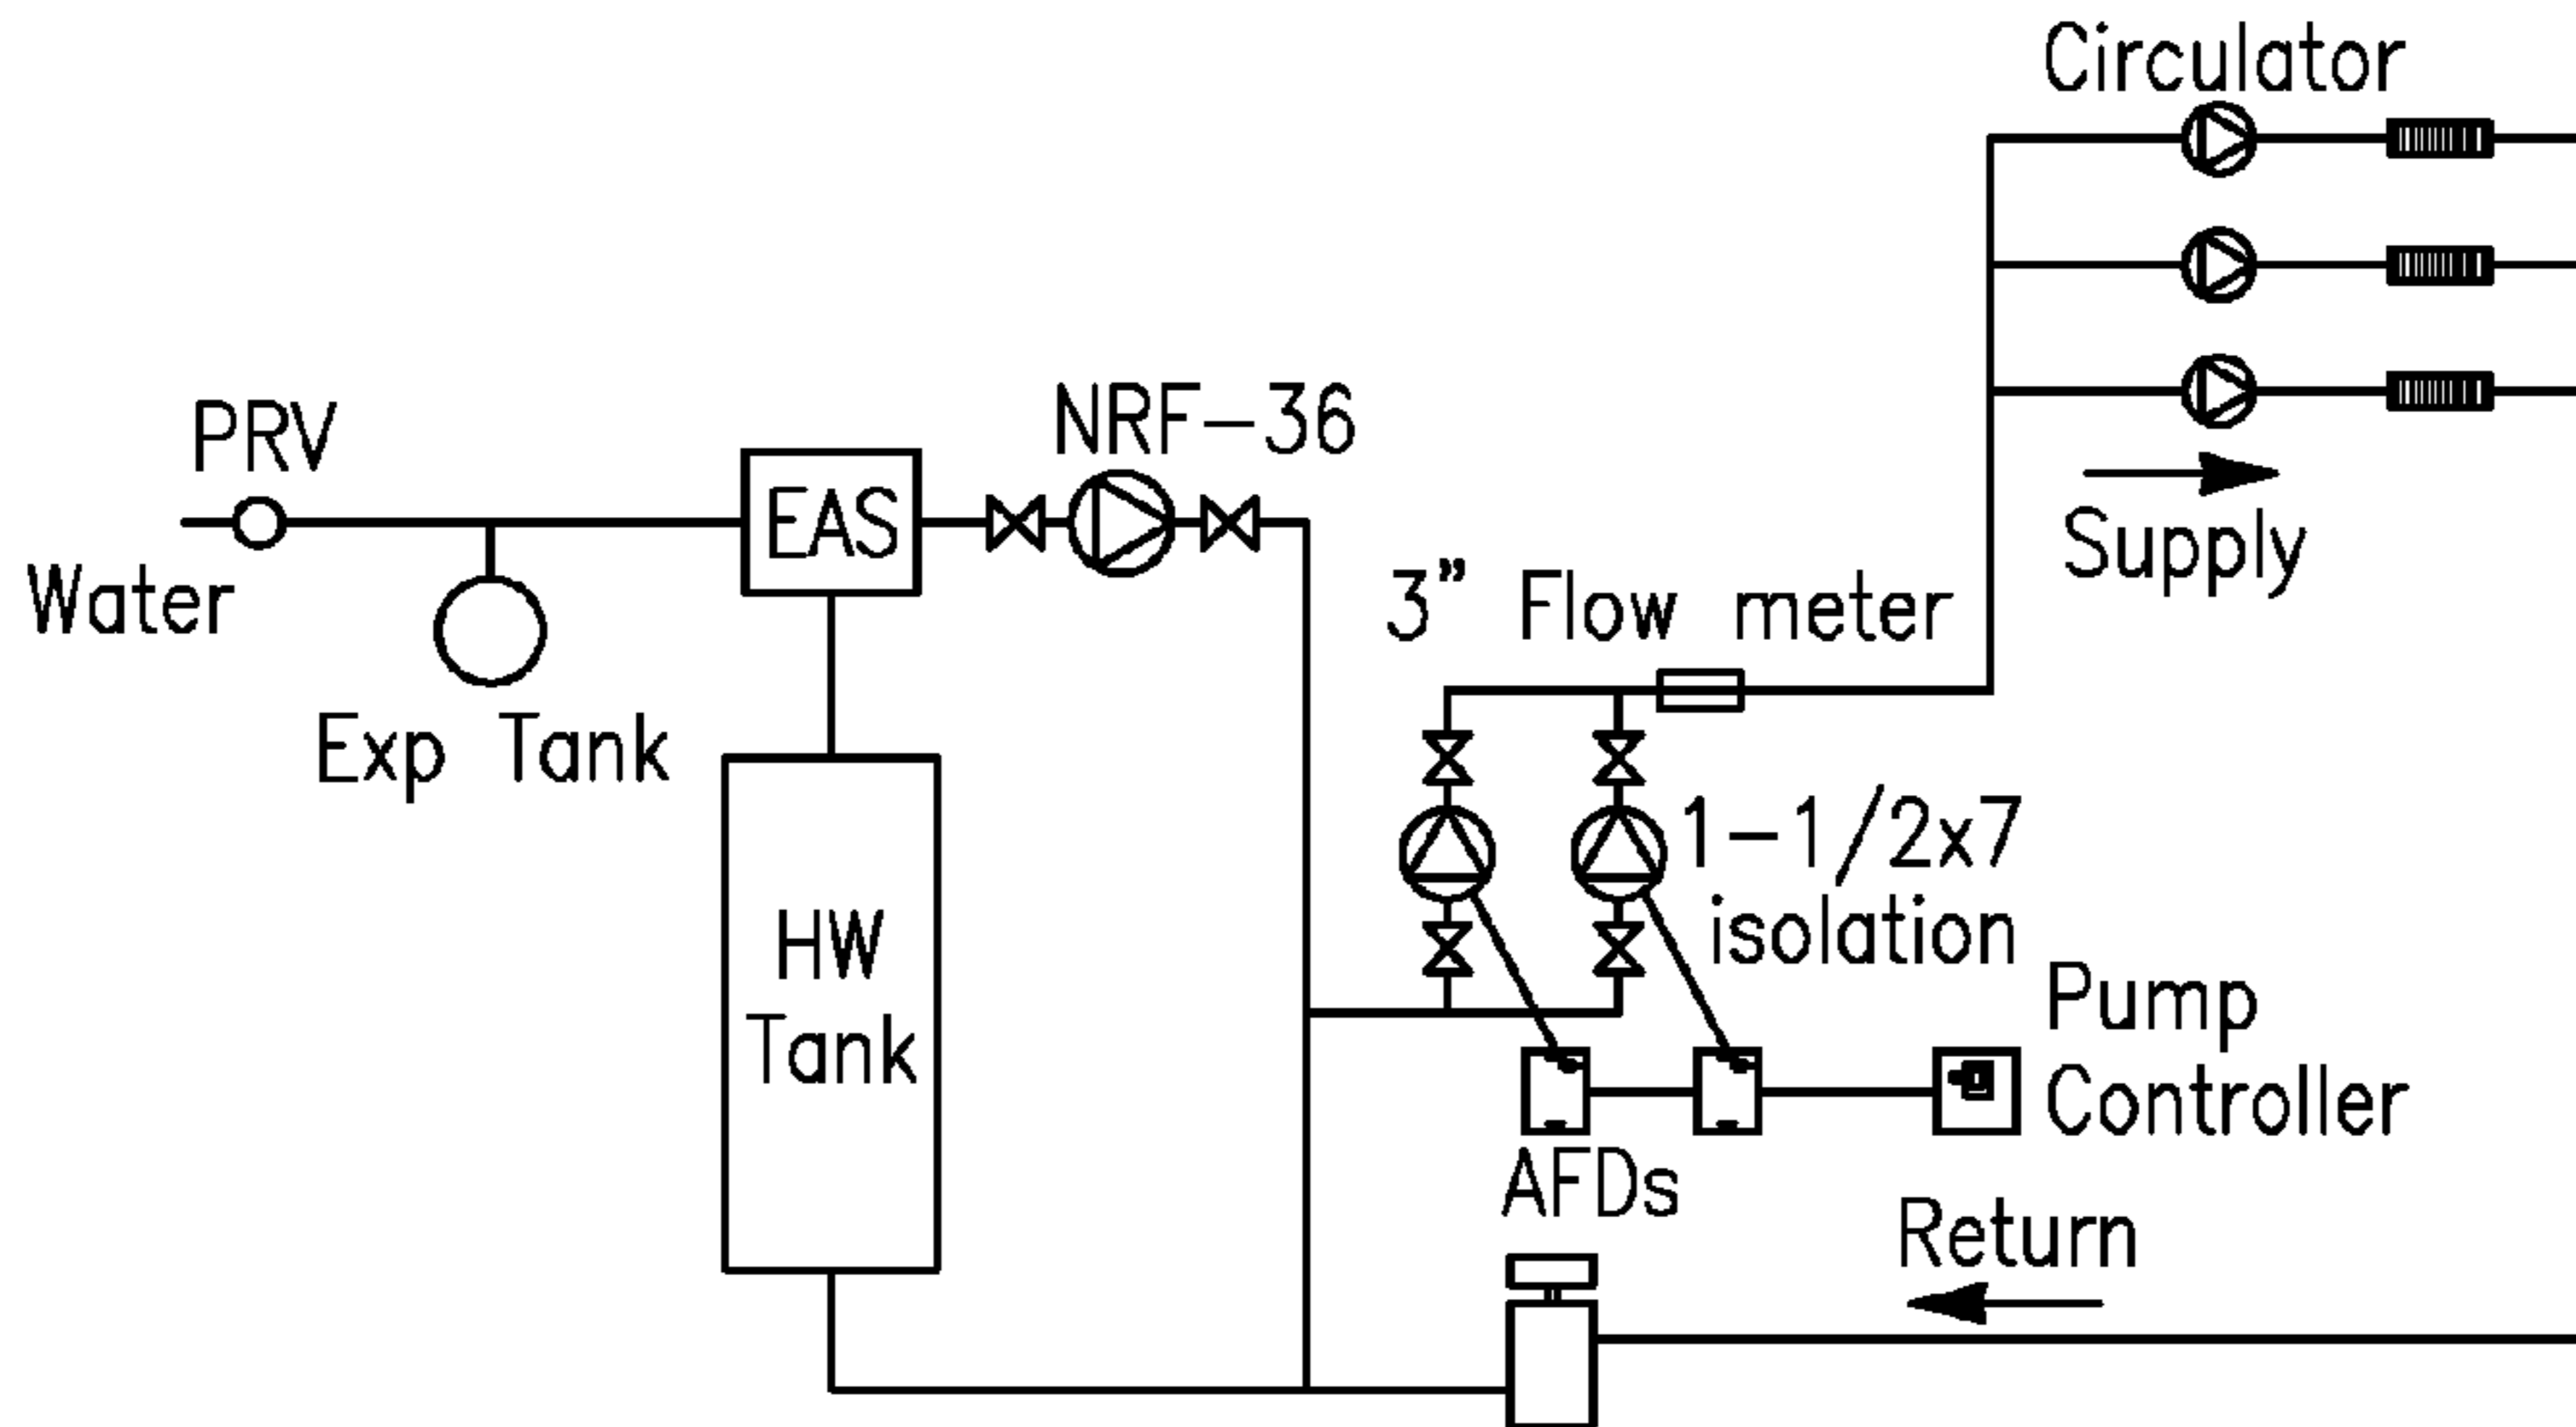 Circulator
PRV
NRF-36
EAS
Water
Supply
3" Flow meter
Exp Tank
1-1/2x7
isolation
HW
Tank
Pump
Controller
AFDs
Return